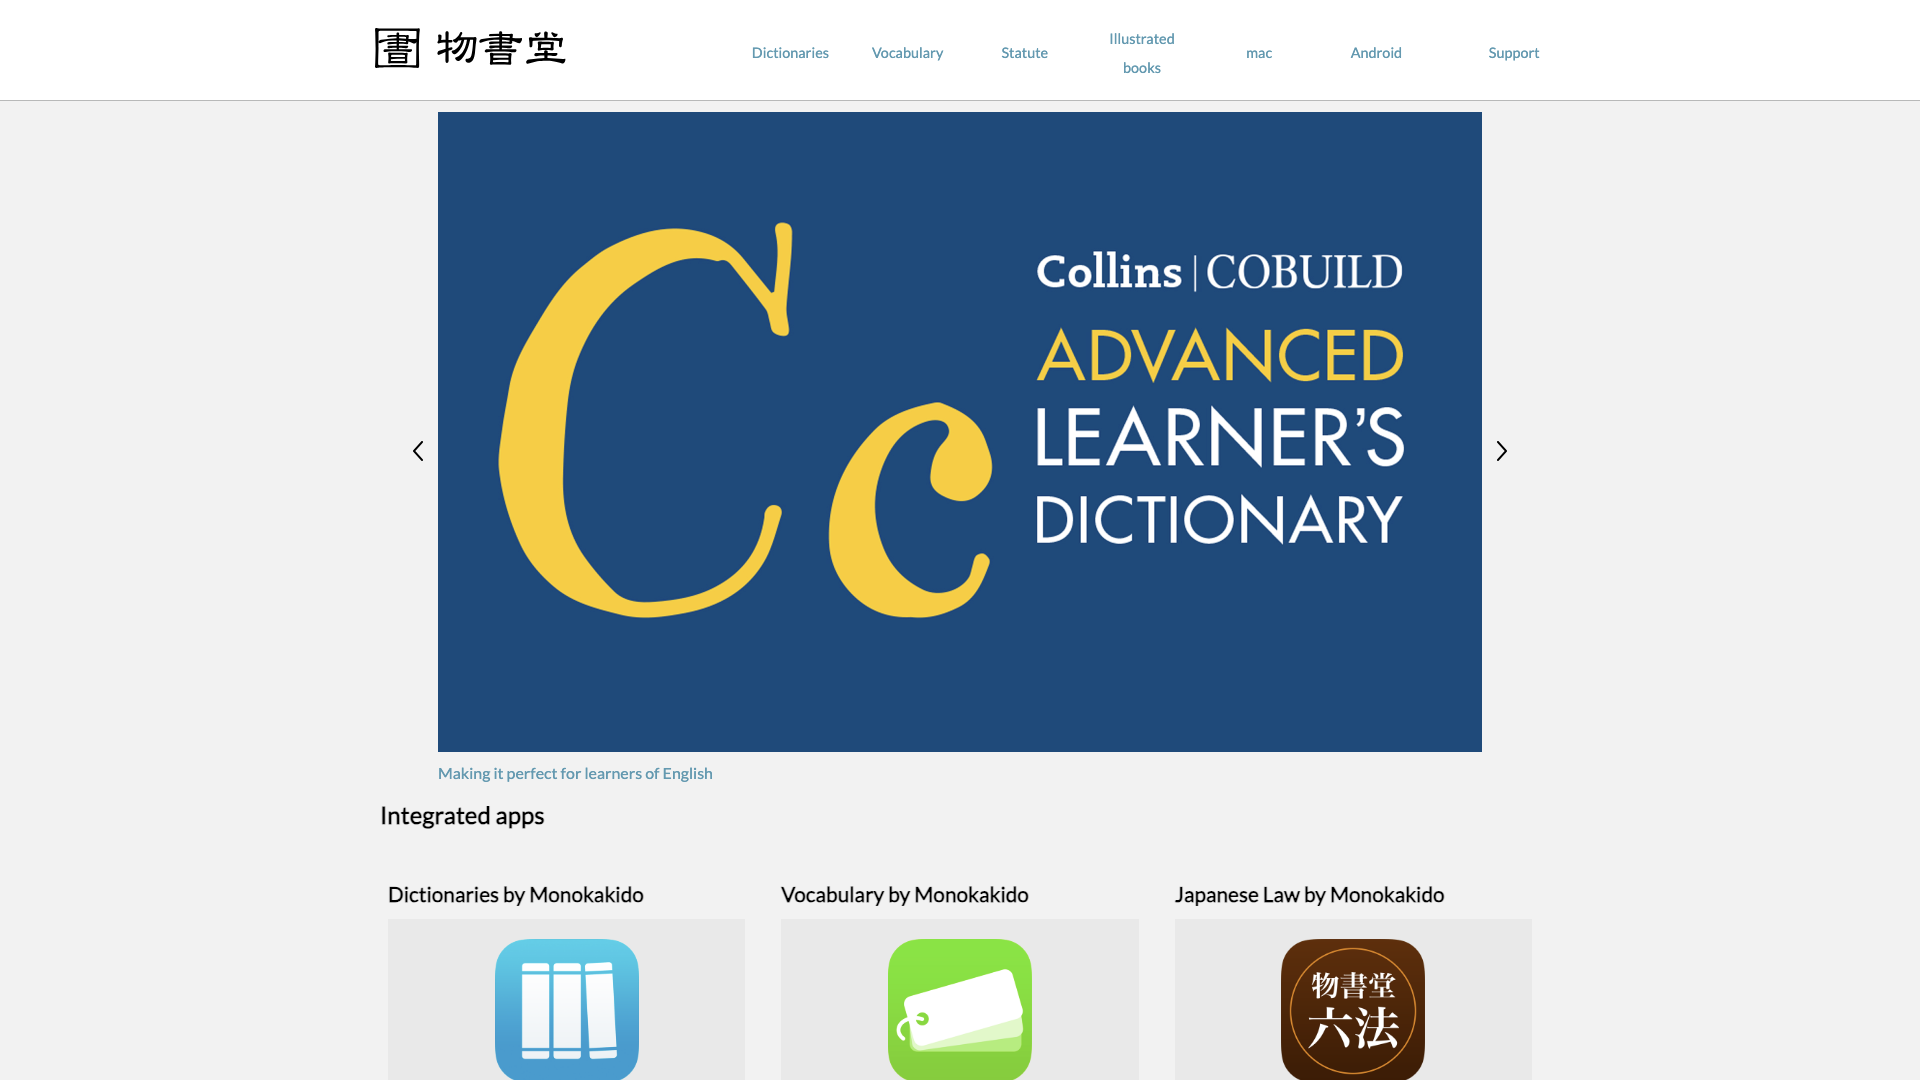 書 物書堂
Dictionaries
Vocabulary
Statute
Illustrated
books
mac
Android
Support
Cc
Collins | COBUILD
ADVANCED
LEARNER'S
DICTIONARY
Making it perfect for learners of English
Integrated apps
Dictionaries by Monokakido
Vocabulary by Monokakido
Japanese Law by Monokakido
物書堂
六法